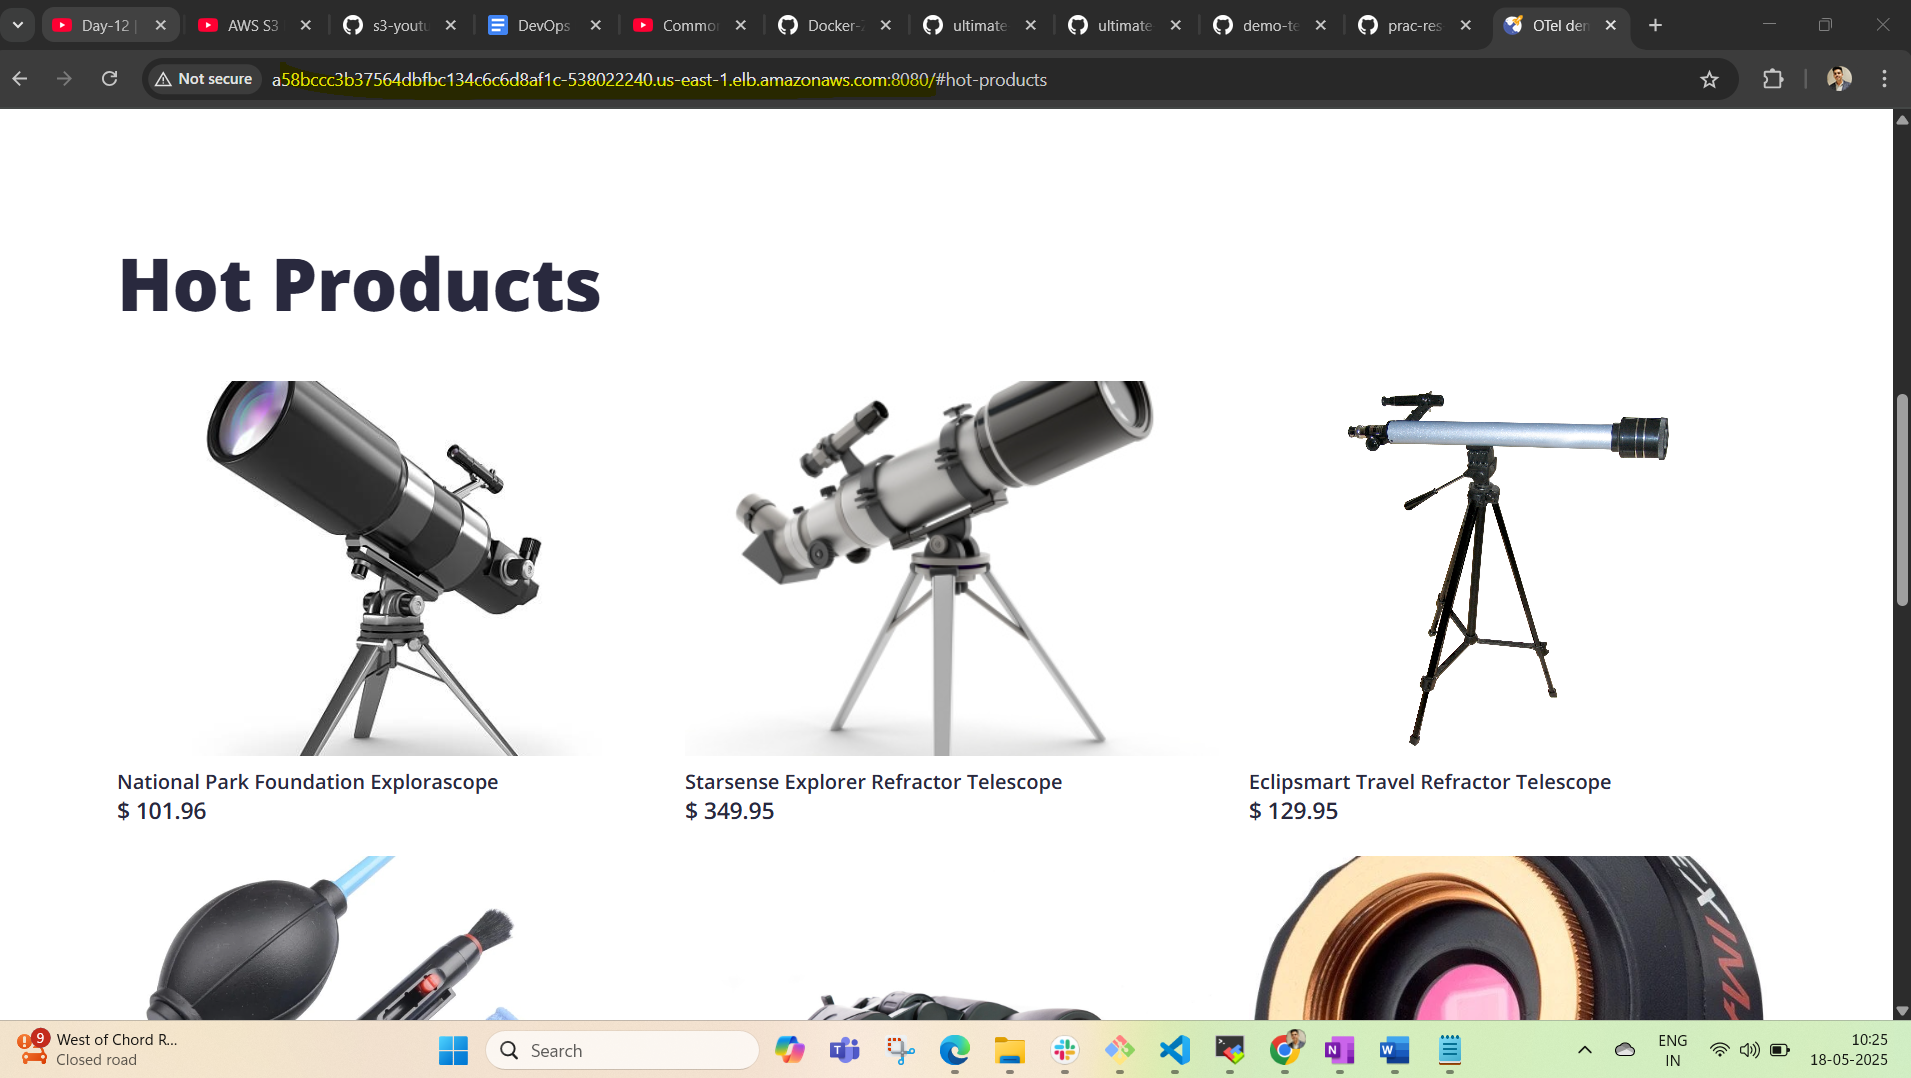 Day-12 |
AWS S3
s3-youtu
DevOps
Common
Docker-Z
ultimate
ultimate
demo-te
prac-res
OTel der
Not secure
a58bccc3b37564dbfbc134c6c6d8af1c-538022240.us-east-1.elb.amazonaws.com:8080/#hot-products
Hot Products
National Park Foundation Explorascope
$ 101.96
Starsense Explorer Refractor Telescope
$ 349.95
Eclipsmart Travel Refractor Telescope
$ 129.95
9
West of Chord R...
Closed road
Search
ENG
IN
10:25
18-05-2025